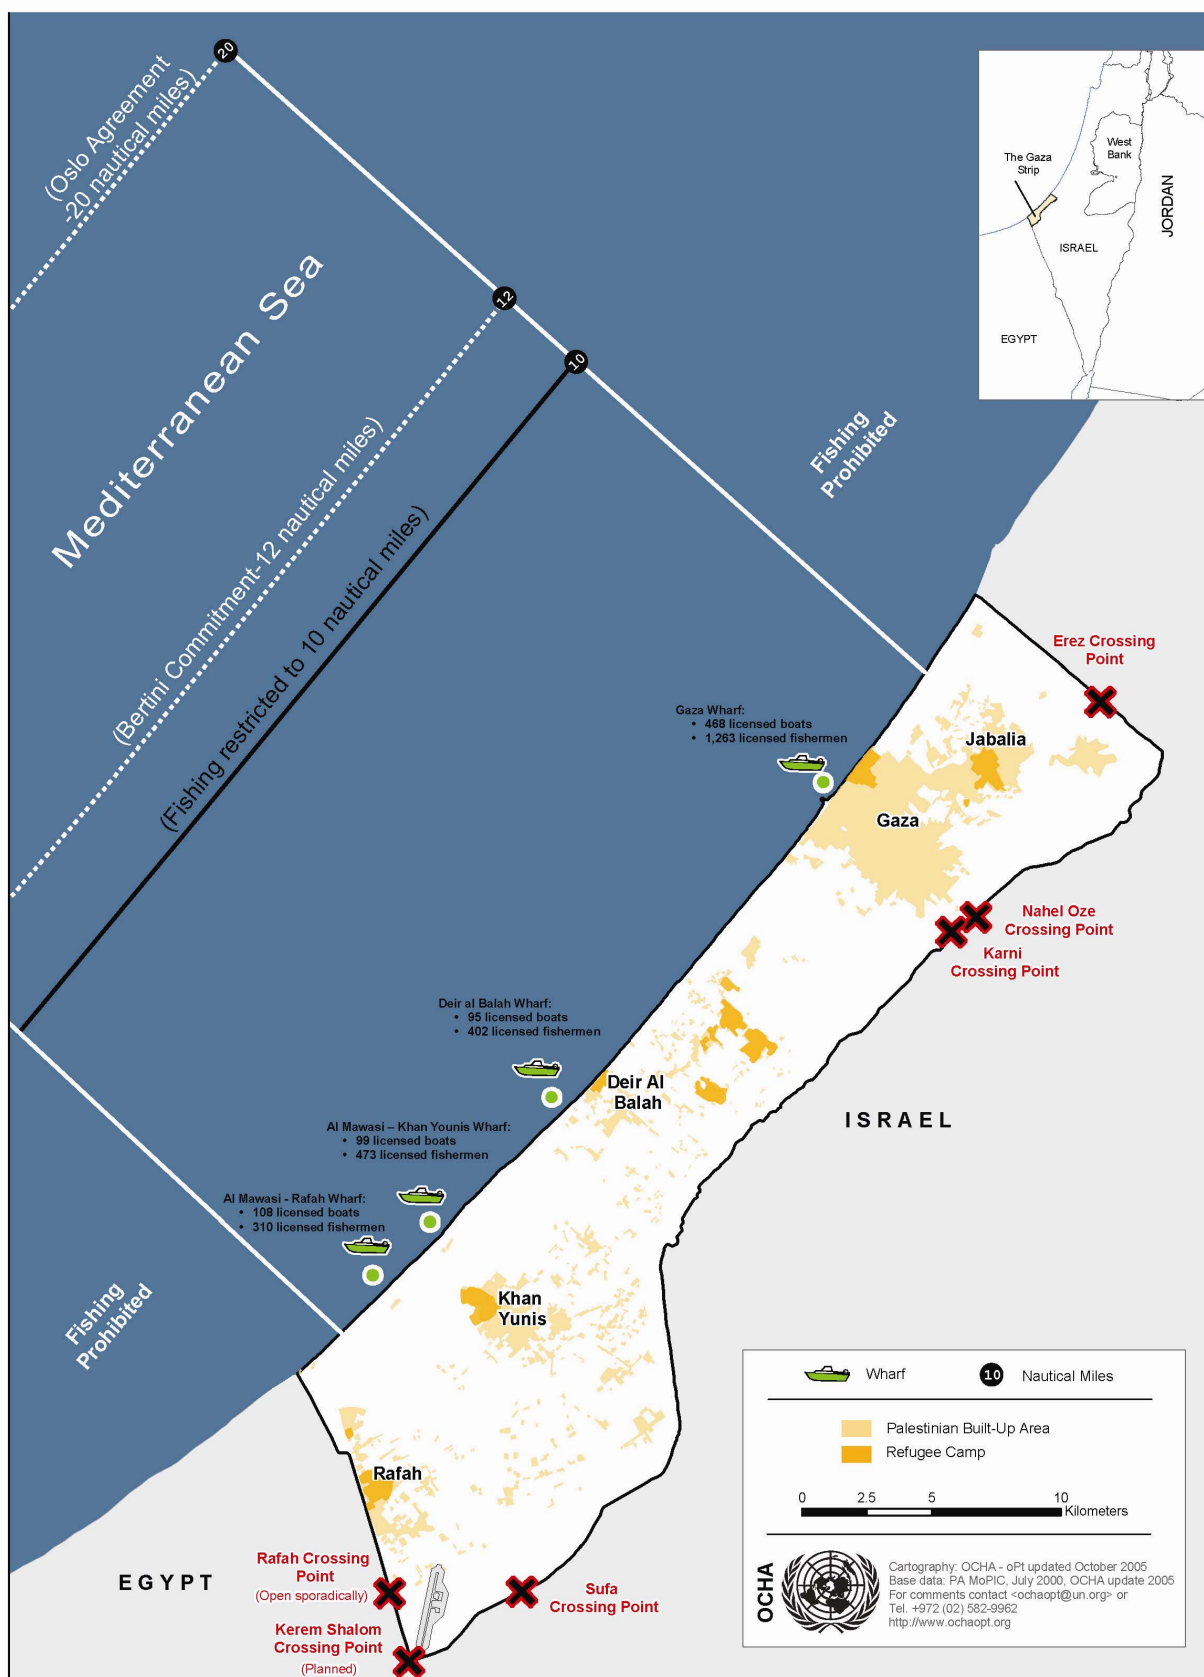 20
(Oslo Agreement
-20 nautical miles)
Mediterranean Sea
12
(Bertini Commitment-12 nautical miles)
10
(Fishing restricted to 10 nautical miles)
Fishing
Prohibited
The Gaza
Strip
West
Bank
ISRAEL
JORDAN
EGYPT
Erez Crossing
Point
Gaza Wharf:
• 468 licensed boats
• 1,263 licensed fishermen
Jabalia
Gaza
Nahel Oze
Crossing Point
Karni
Crossing Point
Deir al Balah Wharf:
• 95 licensed boats
• 402 licensed fishermen
Deir Al
Balah
ISRAEL
Al Mawasi – Khan Younis Wharf:
• 99 licensed boats
• 473 licensed fishermen
Al Mawasi - Rafah Wharf:
• 108 licensed boats
• 310 licensed fishermen
Fishing
Prohibited
Khan
Yunis
Rafah
Rafah Crossing
Point
(Open sporadically)
EGYPT
Sufa
Crossing Point
Kerem Shalom
Crossing Point
(Planned)
Wharf
10
Nautical Miles
Palestinian Built-Up Area
Refugee Camp
0 2.5 5 10
Kilometers
OCHA
Cartography: OCHA - oPt updated October 2005
Base data: PA MoPIC, July 2000, OCHA update 2005
For comments contact <ochaopt@un.org> or
Tel. +972 (02) 582-9962
http://www.ochaopt.org